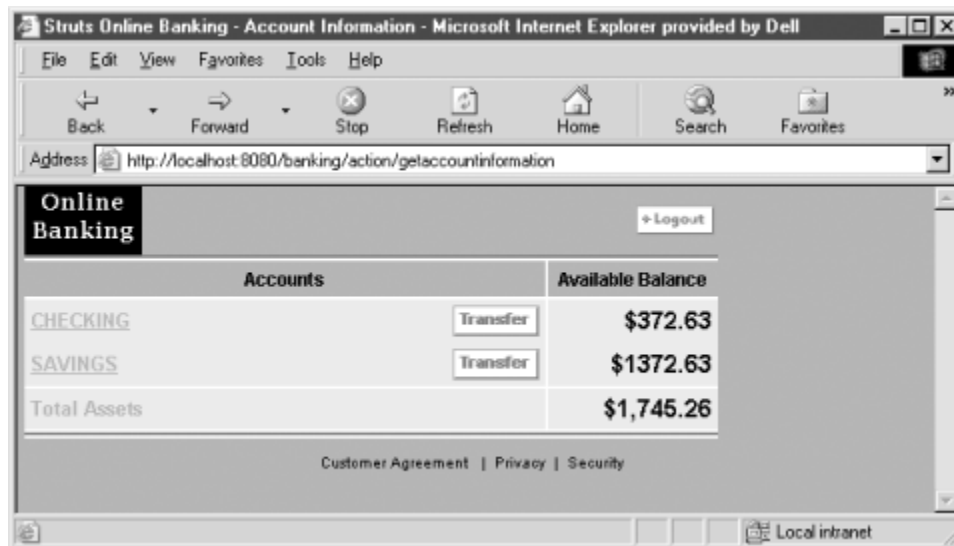 Struts Online Banking - Account Information - Microsoft Internet Explorer provided by Dell
File Edit View Favorites Tools Help
Back Forward Stop Refresh Home Search Favorites »
Address http://localhost:8080/banking/action/getaccountinformation
Online
Banking
Logout
Accounts Available Balance
CHECKING Transfer $372.63
SAVINGS Transfer $1372.63
Total Assets $1,745.26
Customer Agreement | Privacy | Security
Local intranet